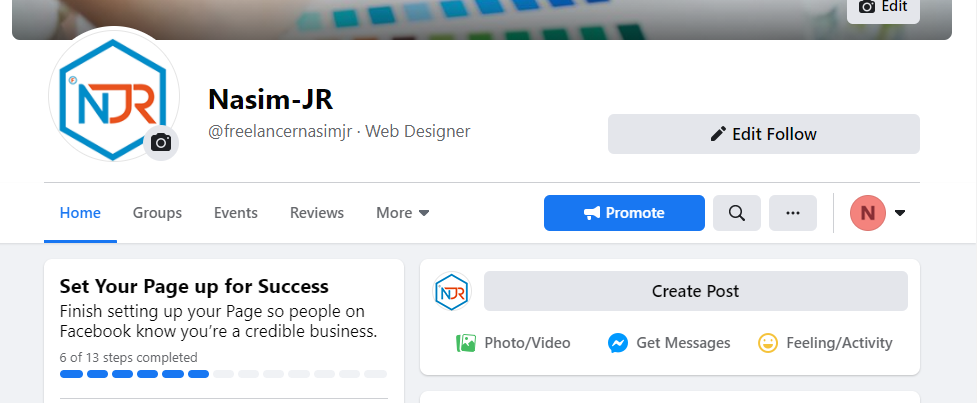 Edit
NJR
Nasim-JR
@freelancernasimjr · Web Designer
Edit Follow
Home Groups Events Reviews More
Promote
N
Set Your Page up for Success
Finish setting up your Page so people on
Facebook know you’re a credible business.
6 of 13 steps completed
NJR
Create Post
Photo/Video Get Messages Feeling/Activity